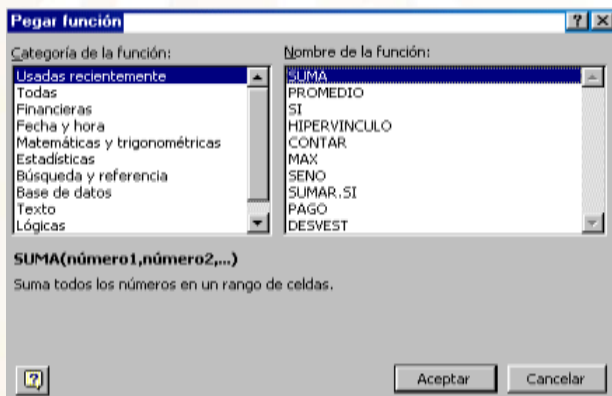 Pegar función
Categoría de la función:
Usadas recientemente
Todas
Financieras
Fecha y hora
Matemáticas y trigonométricas
Estadísticas
Búsqueda y referencia
Base de datos
Texto
Lógicas
Nombre de la función:
SUMA
PROMEDIO
SI
HIPERVINCULO
CONTAR
MAX
SENO
SUMAR.SI
PAGO
DESVEST
SUMA(número1,número2,...)
Suma todos los números en un rango de celdas.
Aceptar
Cancelar